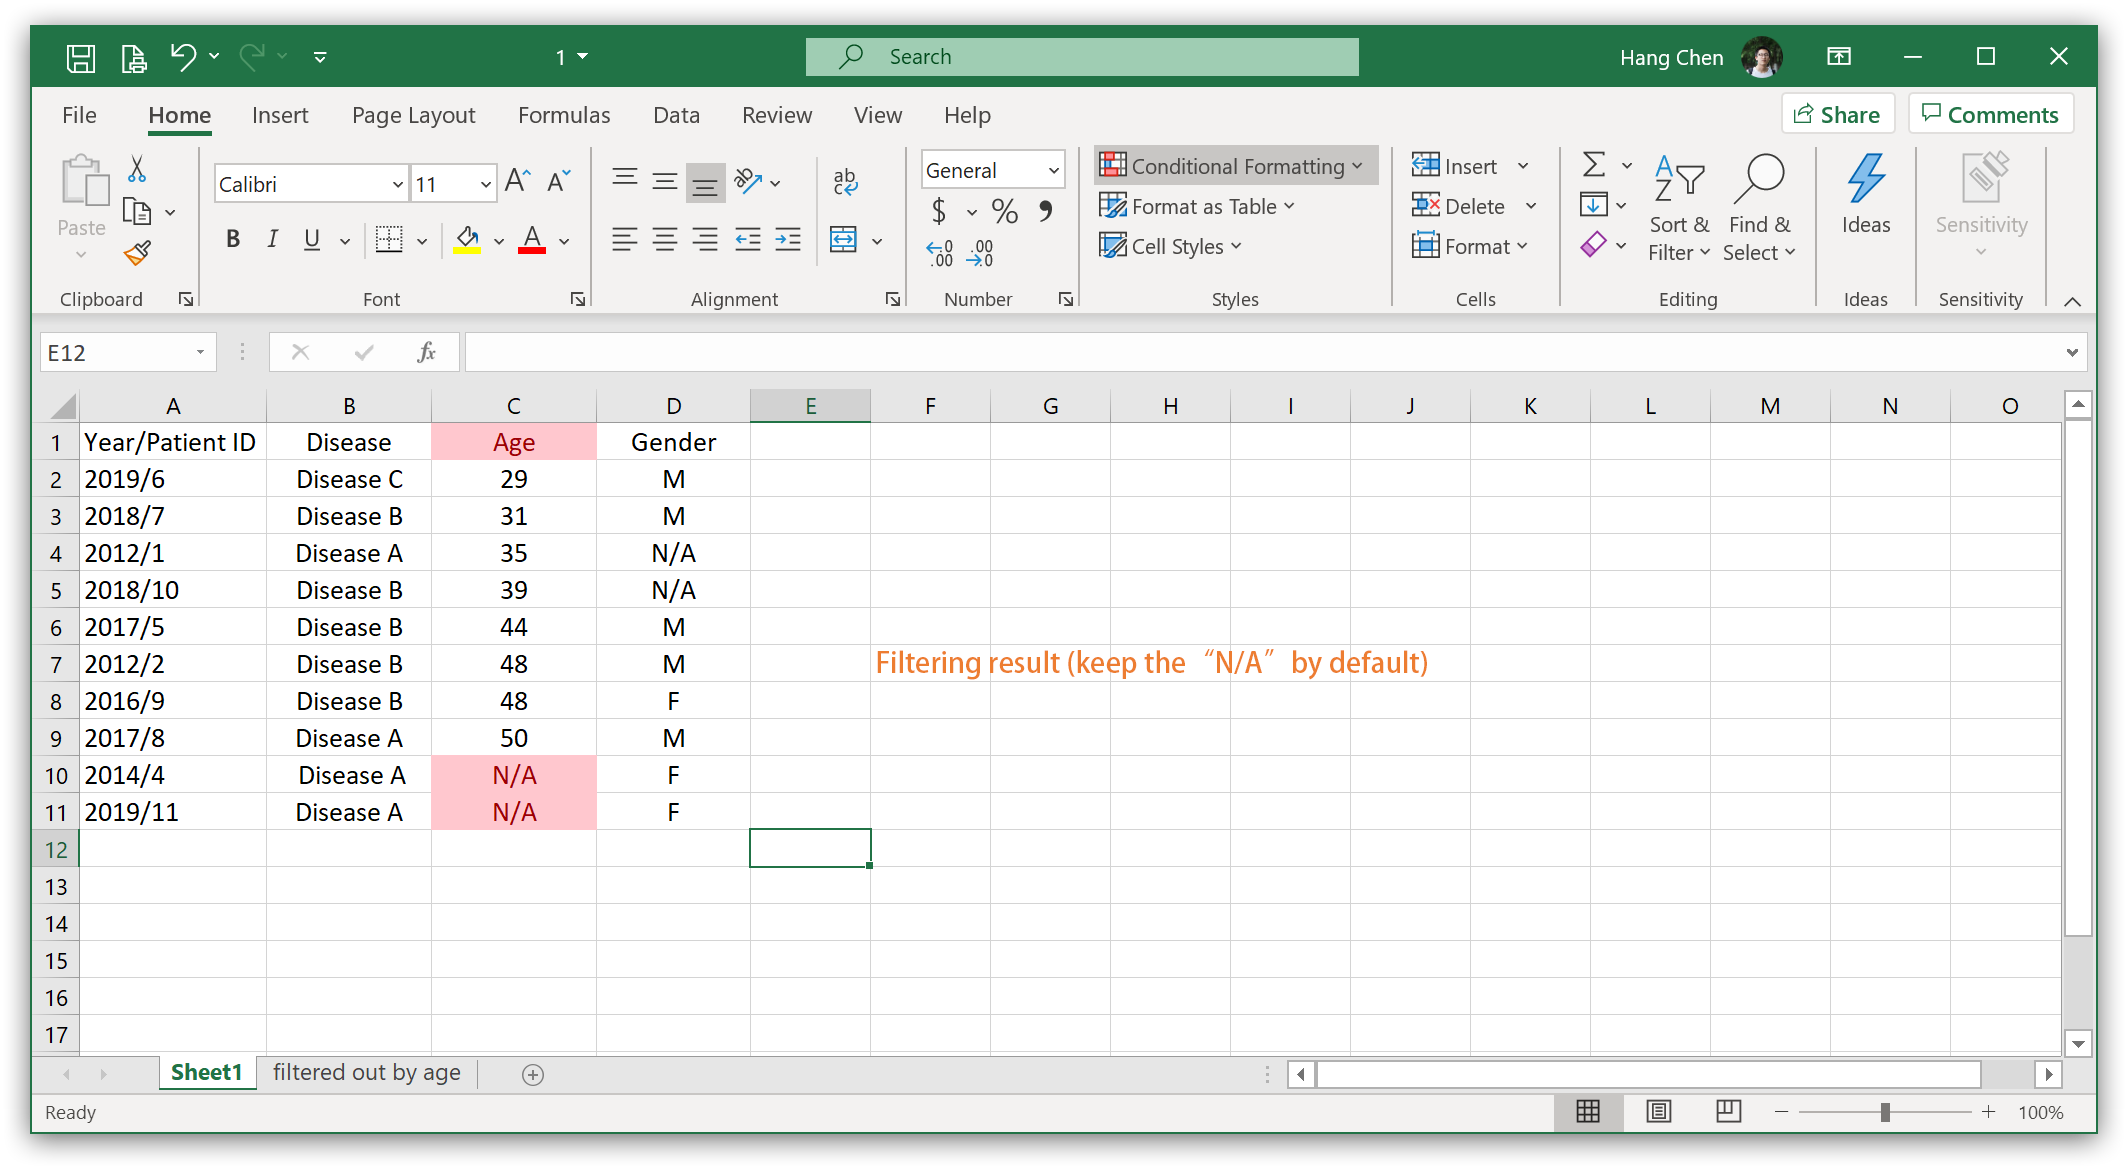 1
Search
Hang Chen
File Home Insert Page Layout Formulas Data Review View Help
Share Comments
Paste
Clipboard
Calibri 11
B I U A
Font
ab
c
Alignment
General
$ % ,
.00 .00
Number
Conditional Formatting
Format as Table
Cell Styles
Styles
Insert
Delete
Format
Cells
Sort & Filter
Find & Select
Editing
Ideas
Ideas
Sensitivity
Sensitivity
E12 fx
A B C D E F G H I J K L M N O
1 Year/Patient ID Disease Age Gender
2 2019/6 Disease C 29 M
3 2018/7 Disease B 31 M
4 2012/1 Disease A 35 N/A
5 2018/10 Disease B 39 N/A
6 2017/5 Disease B 44 M
7 2012/2 Disease B 48 M Filtering result (keep the “N/A” by default)
8 2016/9 Disease B 48 F
9 2017/8 Disease A 50 M
10 2014/4 Disease A N/A F
11 2019/11 Disease A N/A F
12
13
14
15
16
17
Sheet1 filtered out by age
Ready 100%